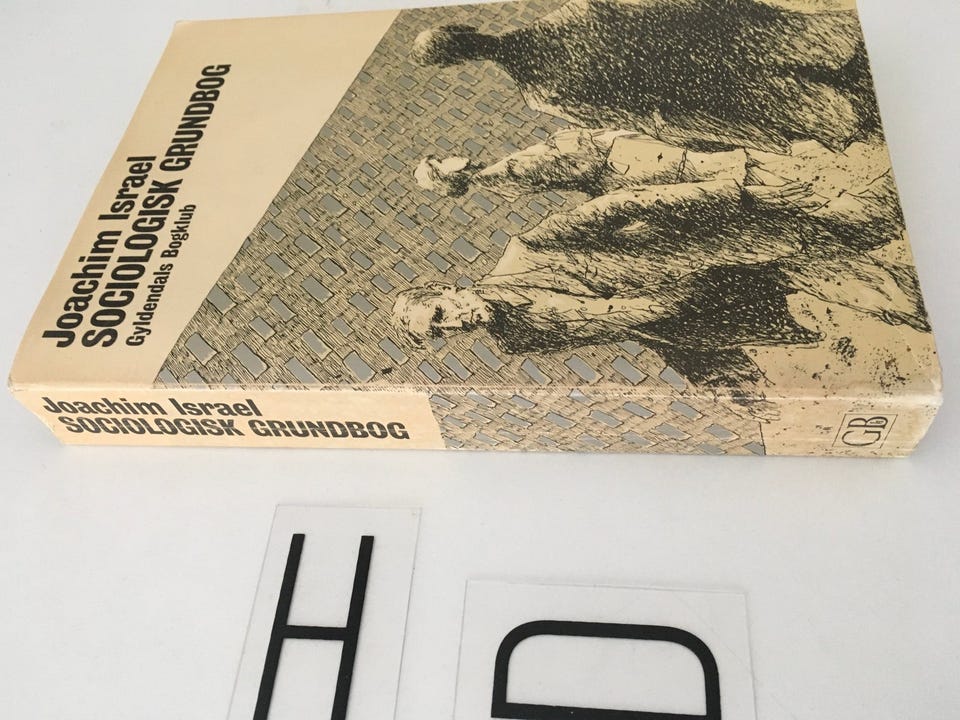 Joachim Israel
SOCIOLOGISK GRUNDBOG
Gyldendals Bogklub
Joachim Israel
SOCIOLOGISK GRUNDBOG
GB
H
D